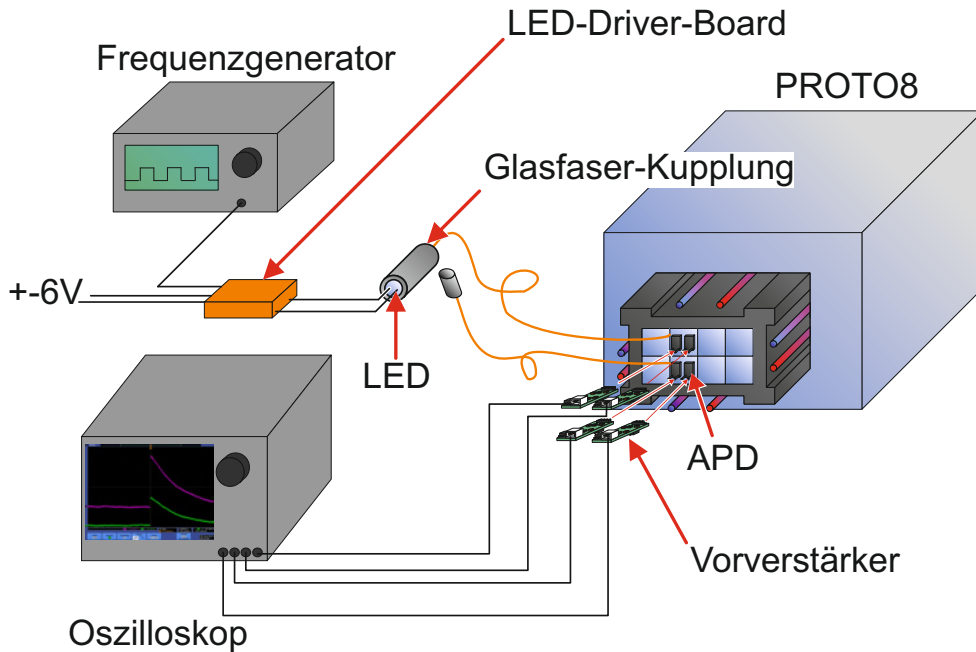 LED-Driver-Board
Frequenzgenerator
PROTO8
Glasfaser-Kupplung
+-6V
LED
APD
Vorverstärker
Oszilloskop